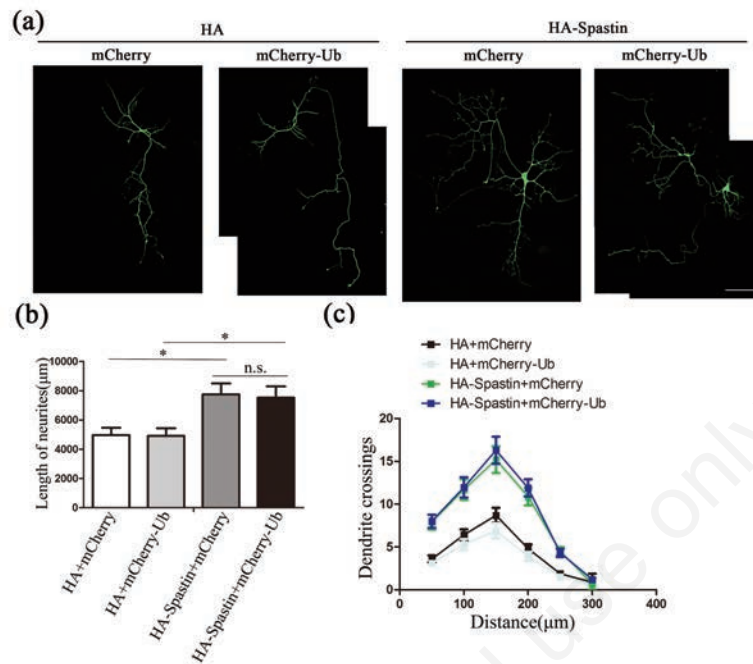 (a)
HA
HA-Spastin
mCherry
mCherry-Ub
mCherry
mCherry-Ub
(b)
*
*
n.s.
10000
8000
6000
4000
2000
0
Length of neurites(μm)
HA+mCherry
HA+mCherry-Ub
HA-Spastin+mCherry
HA-Spastin+mCherry-Ub
(c)
HA+mCherry
HA+mCherry-Ub
HA-Spastin+mCherry
HA-Spastin+mCherry-Ub
20
15
10
5
0
Dendrite crossings
0
100
200
300
400
Distance(μm)
use only